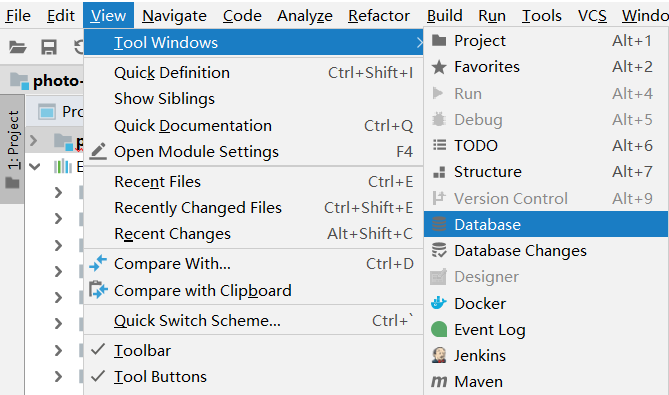 File Edit View Navigate Code Analyze Refactor Build Run Tools VCS Windo
photo-
Pro
1: Project
p
E
Tool Windows
Quick Definition Ctrl+Shift+I
Show Siblings
Quick Documentation Ctrl+Q
Open Module Settings F4
Recent Files Ctrl+E
Recently Changed Files Ctrl+Shift+E
Recent Changes Alt+Shift+C
Compare With... Ctrl+D
Compare with Clipboard
Quick Switch Scheme... Ctrl+`
Toolbar
Tool Buttons
Project Alt+1
Favorites Alt+2
Run Alt+4
Debug Alt+5
TODO Alt+6
Structure Alt+7
Version Control Alt+9
Database
Database Changes
Designer
Docker
Event Log
Jenkins
Maven